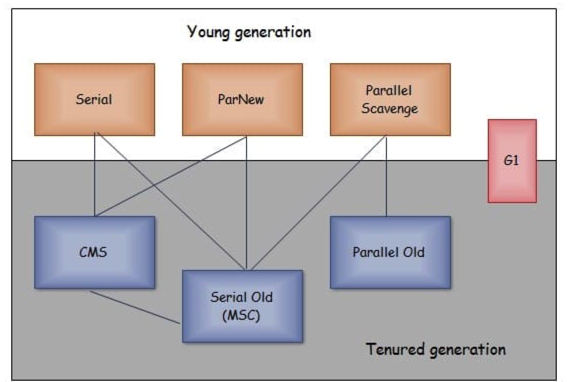 Young generation
Serial
ParNew
Parallel
Scavenge
G1
CMS
Serial Old
(MSC)
Parallel Old
Tenured generation